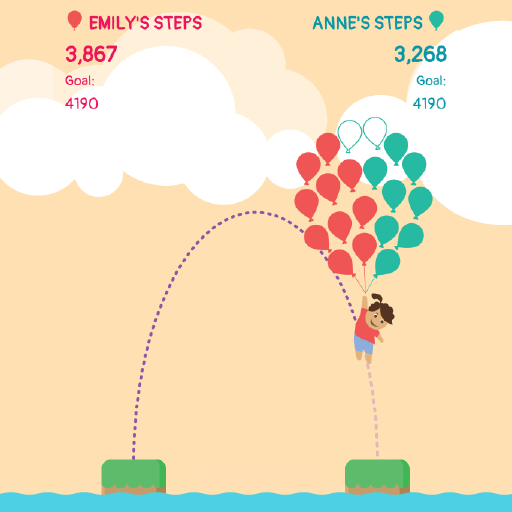 EMILY'S STEPS
3,867
Goal:
4190
ANNE'S STEPS
3,268
Goal:
4190